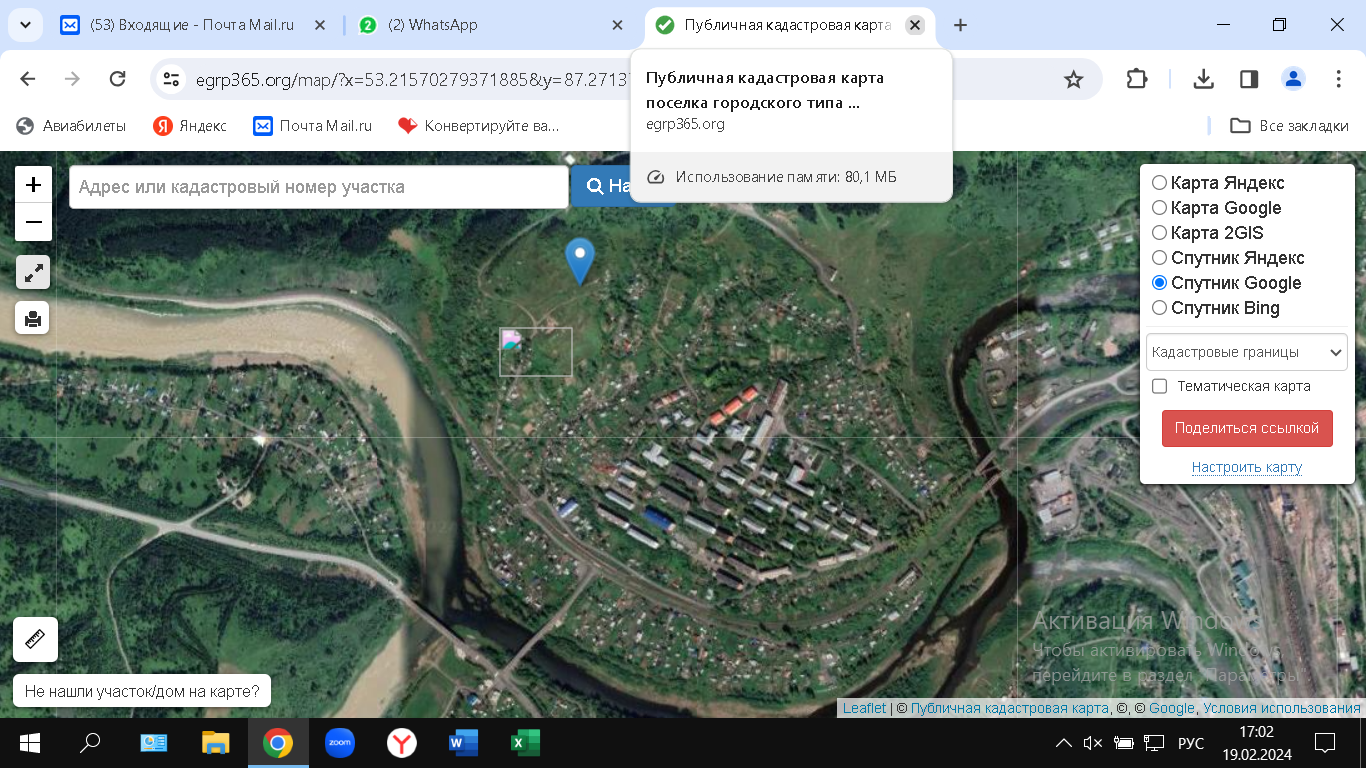 (53) Входящие - Почта Mail.ru
(2) WhatsApp
Публичная кадастровая карта
egrp365.org/map/?x=53.21570279371885&y=87.2713
Публичная кадастровая карта
поселка городского типа ...
egrp365.org
Использование памяти: 80,1 МБ
Авиабилеты
Яндекс
Почта Mail.ru
Конвертируйте ва...
Все закладки
+
Адрес или кадастровый номер участка
−
Карта Яндекс
Карта Google
Карта 2GIS
Спутник Яндекс
Спутник Google
Спутник Bing
Кадастровые границы
Тематическая карта
Поделиться ссылкой
Настроить карту
Активация Windows
Чтобы активировать Windows,
перейдите в раздел "Параметры".
Не нашли участок/дом на карте?
Leaflet | © Публичная кадастровая карта, ©, © Google, Условия использования
zoom
РУС
17:02
19.02.2024